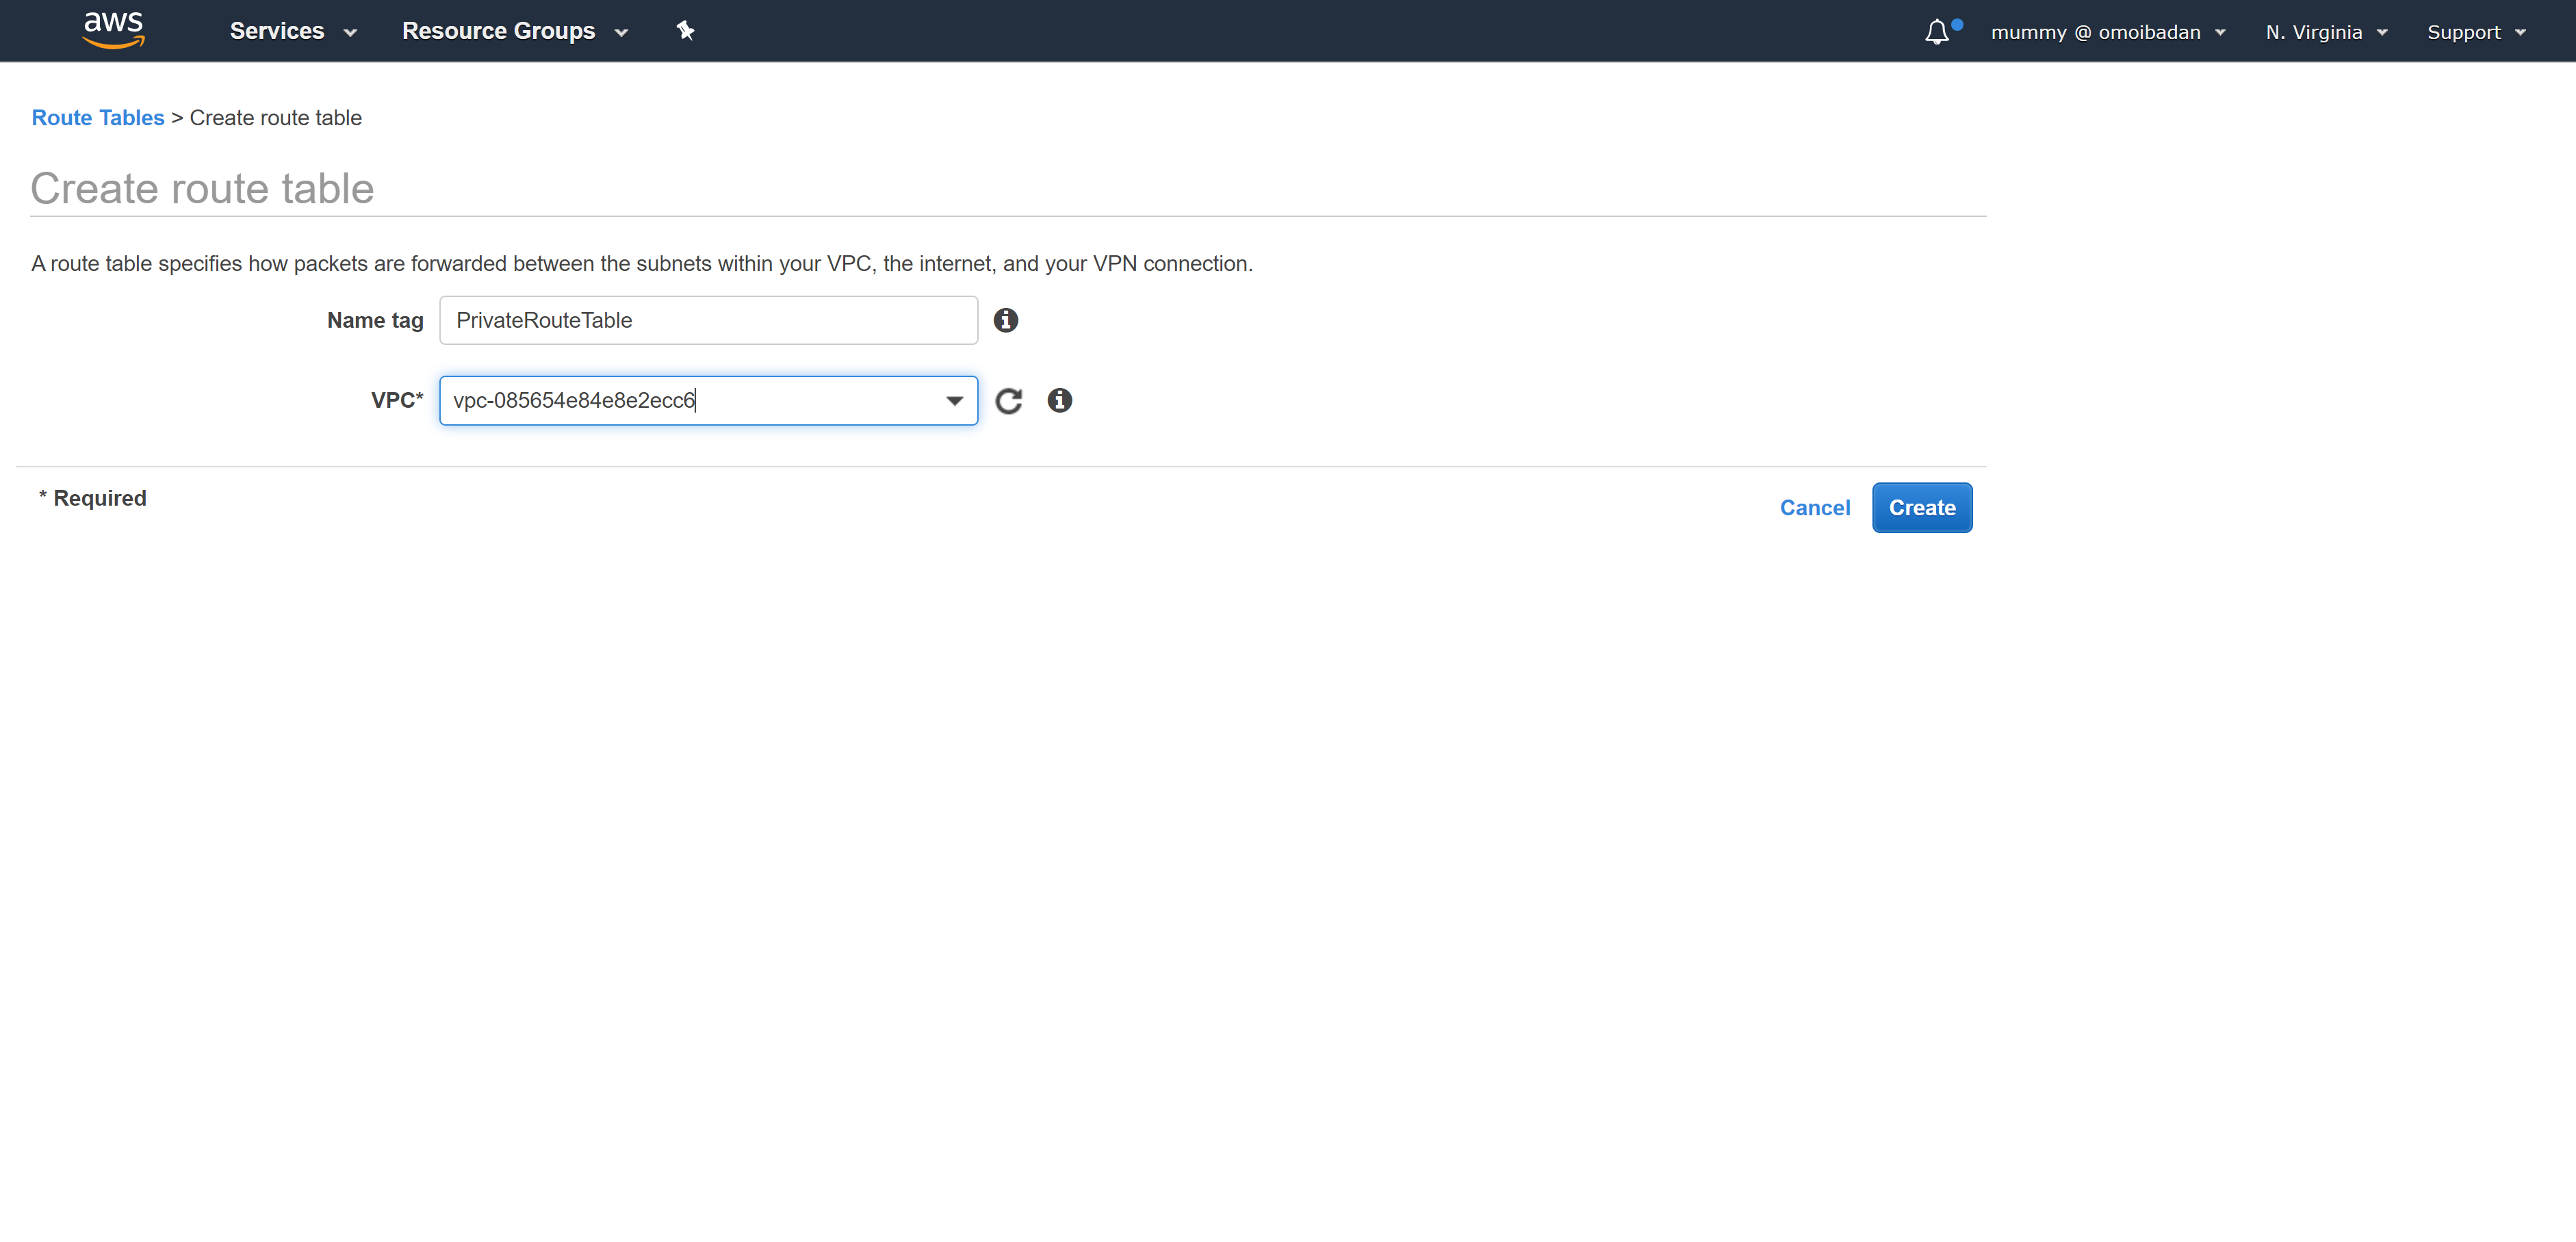 aws Services Resource Groups mummy @ omoibadan N. Virginia Support
Route Tables > Create route table
Create route table
A route table specifies how packets are forwarded between the subnets within your VPC, the internet, and your VPN connection.
Name tag PrivateRouteTable
VPC* vpc-085654e84e8e2ecc6
* Required
Cancel Create